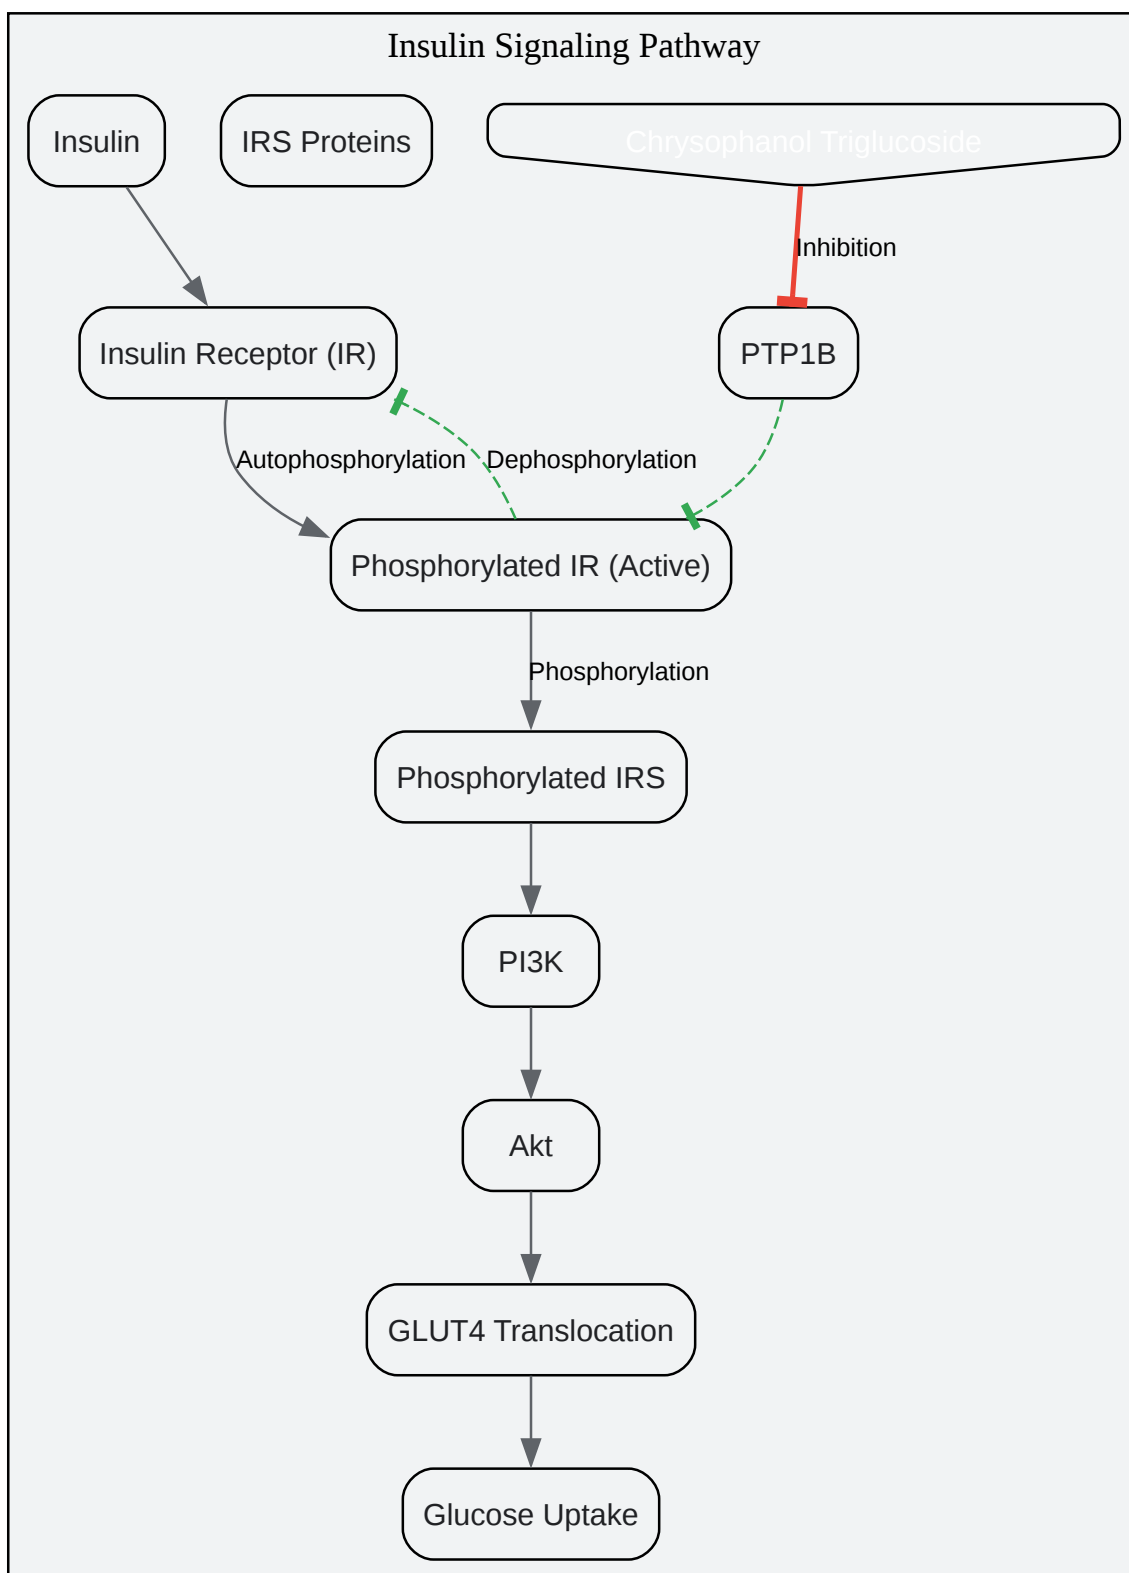 Insulin Signaling Pathway
Insulin
IRS Proteins
Chrysophanol Triglucoside
Inhibition
Insulin Receptor (IR)
PTP1B
Autophosphorylation
Dephosphorylation
Phosphorylated IR (Active)
Phosphorylation
Phosphorylated IRS
PI3K
Akt
GLUT4 Translocation
Glucose Uptake